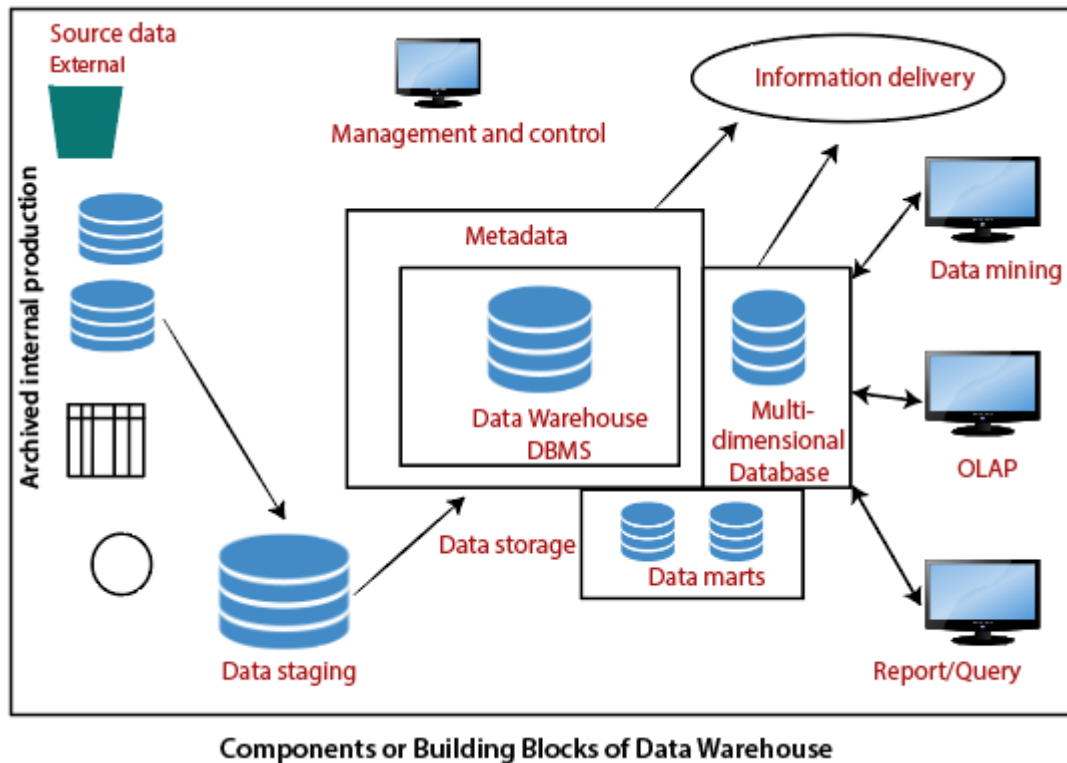 Source data
External
Management and control
Information delivery
Archived internal production
Metadata
Data Warehouse
DBMS
Multi-
dimensional
Database
Data mining
OLAP
Data storage
Data marts
Data staging
Report/Query
Components or Building Blocks of Data Warehouse